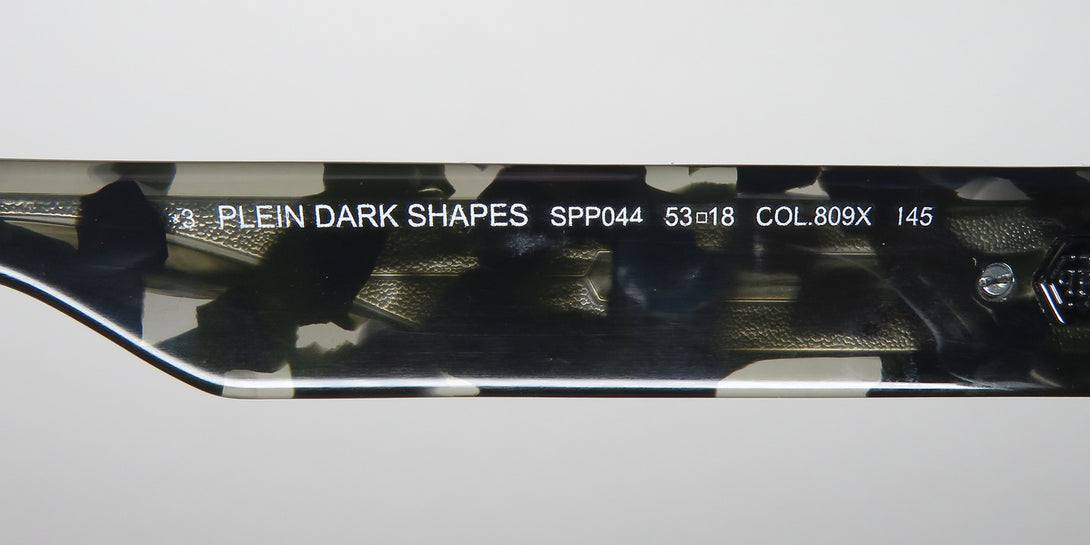 *3 PLEIN DARK SHAPES SPP044 53□18 COL.809X 145